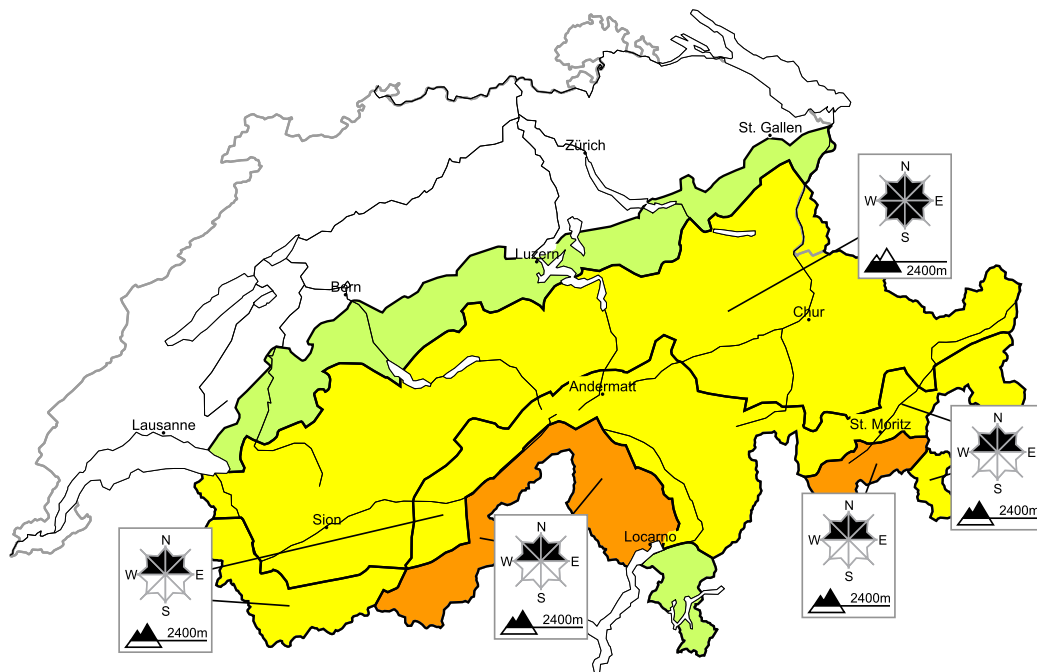 St. Gallen
Zürich
N
W E
S
2400m
Luzern
Bern
Chur
Andermatt
Lausanne
St. Moritz
N
W E
S
2400m
N
W E
S
2400m
Sion
Locarno
N
W E
S
2400m
N
W E
S
2400m